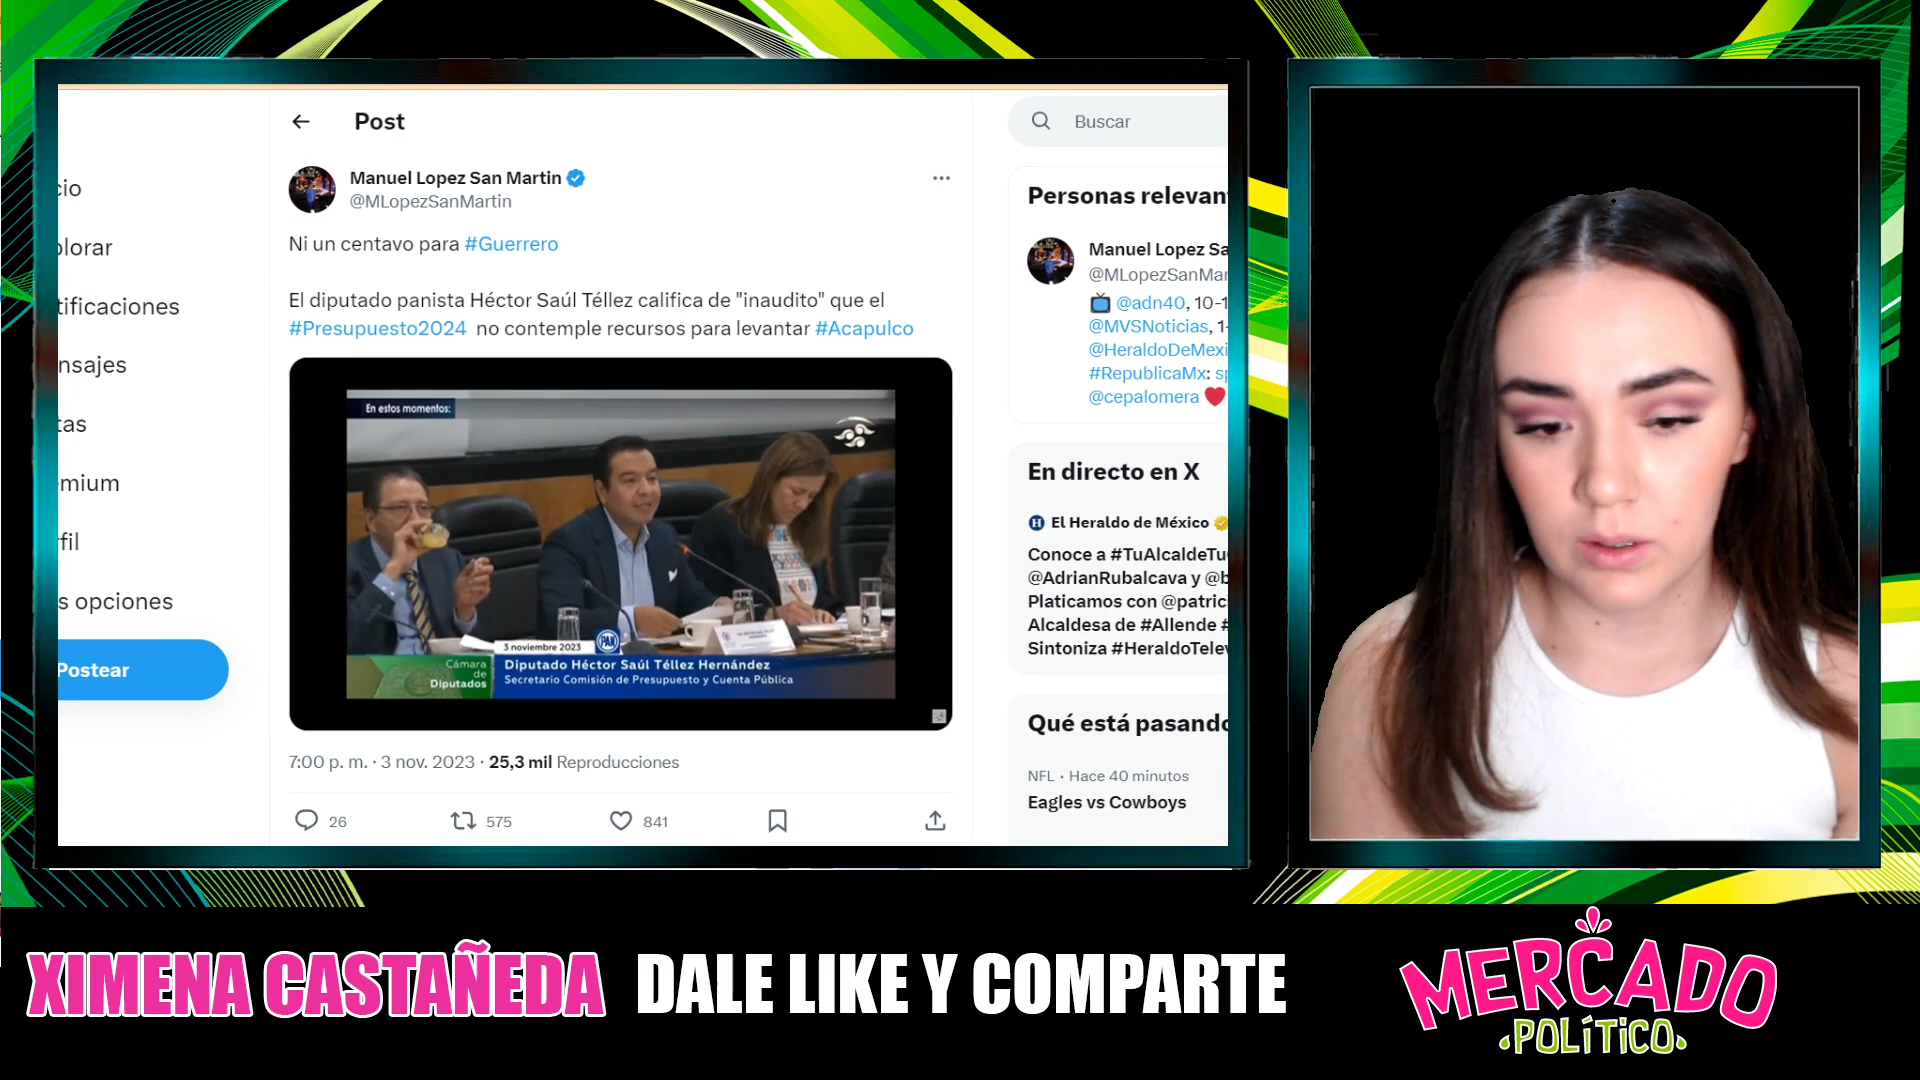 Post
Buscar
cio
plorar
tificaciones
nsajes
tas
mium
fil
s opciones
Postear
Manuel Lopez San Martin
@MLopezSanMartin
Ni un centavo para #Guerrero
El diputado panista Héctor Saúl Téllez califica de "inaudito" que el
#Presupuesto2024 no contemple recursos para levantar #Acapulco
En estos momentos:
3 noviembre 2023
PAN
Cámara
de
Diputados
Diputado Héctor Saúl Téllez Hernández
Secretario Comisión de Presupuesto y Cuenta Pública
7:00 p. m. · 3 nov. 2023 · 25,3 mil Reproducciones
26
575
841
Personas relevan
Manuel Lopez Sa
@MLopezSanMar
@adn40, 10-1
@MVSNoticias, 1-
@HeraldoDeMexi
#RepublicaMx: sp
@cepalomera
En directo en X
El Heraldo de México
Conoce a #TuAlcaldeTu
@AdrianRubalcava y @b
Platicamos con @patric
Alcaldesa de #Allende #
Sintoniza #HeraldoTele
Qué está pasando
NFL · Hace 40 minutos
Eagles vs Cowboys
XIMENA CASTAÑEDA DALE LIKE Y COMPARTE
MERCADO
POLÍTICO